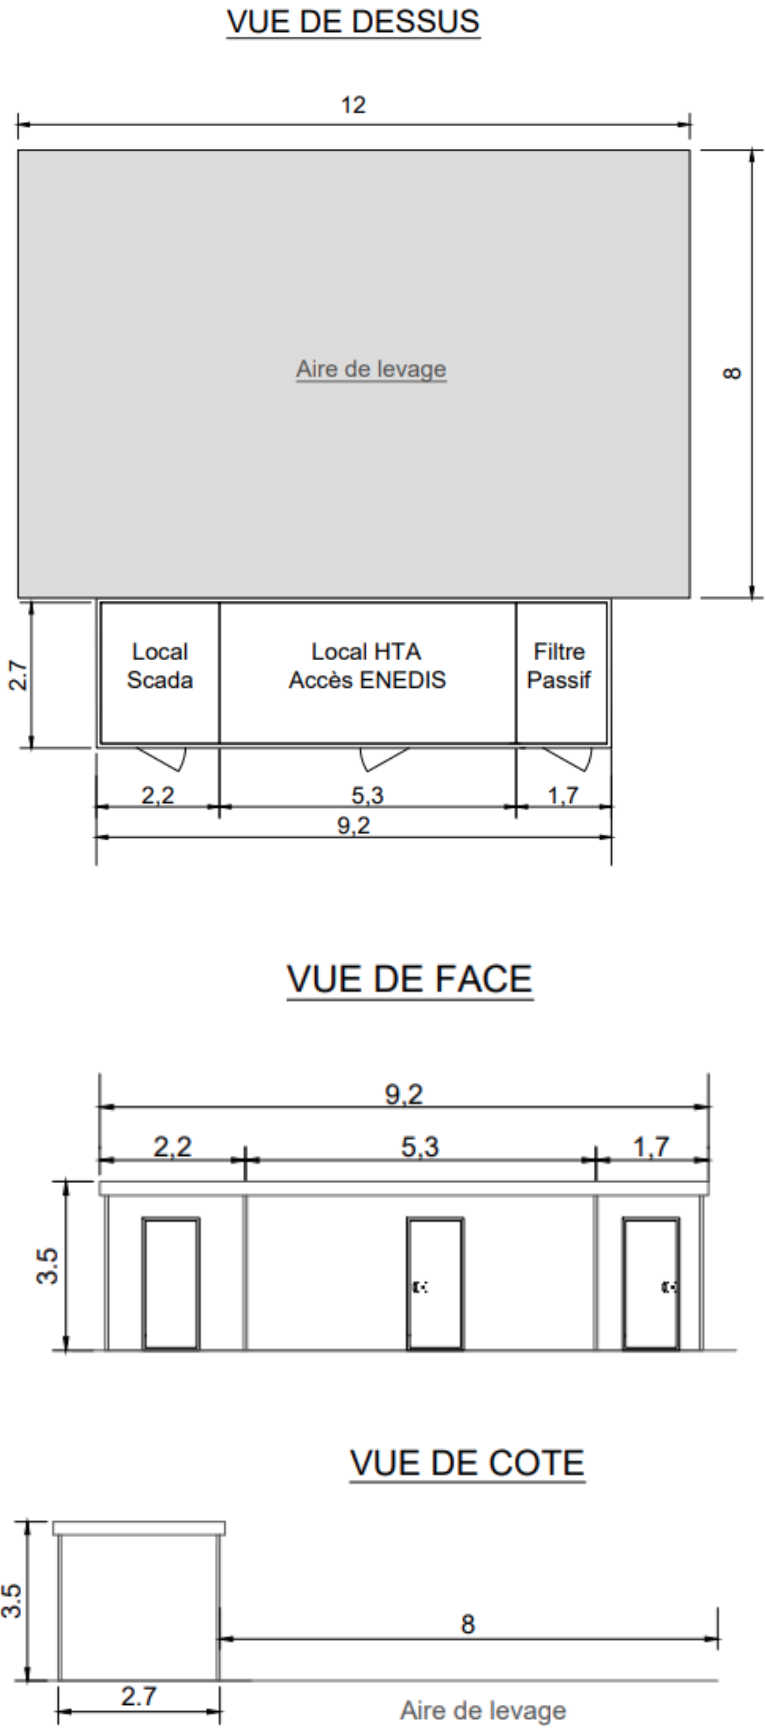 VUE DE DESSUS
12
Aire de levage
8
2.7
Local
Scada
Local HTA
Accès ENEDIS
Filtre
Passif
2,2
5,3
1,7
9,2
VUE DE FACE
9,2
2,2
5,3
1,7
3.5
VUE DE COTE
3.5
8
2.7
Aire de levage